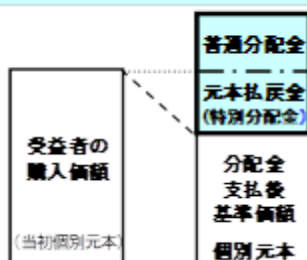 普通分配金
元本払戻金
(特別分配金)
受益者の
購入価額
(当初個別元本)
分配金
支払後
基準価額
個別元本